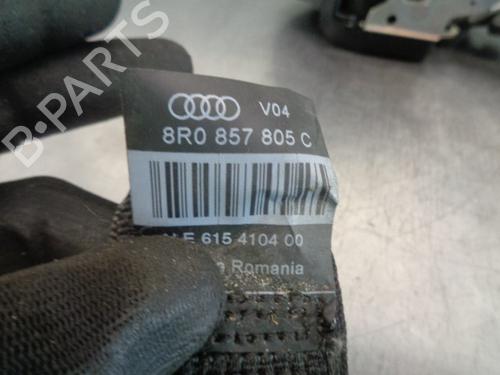 V04
8R0 857 805 C
E 615 4104 00
Romania
B-PARTS